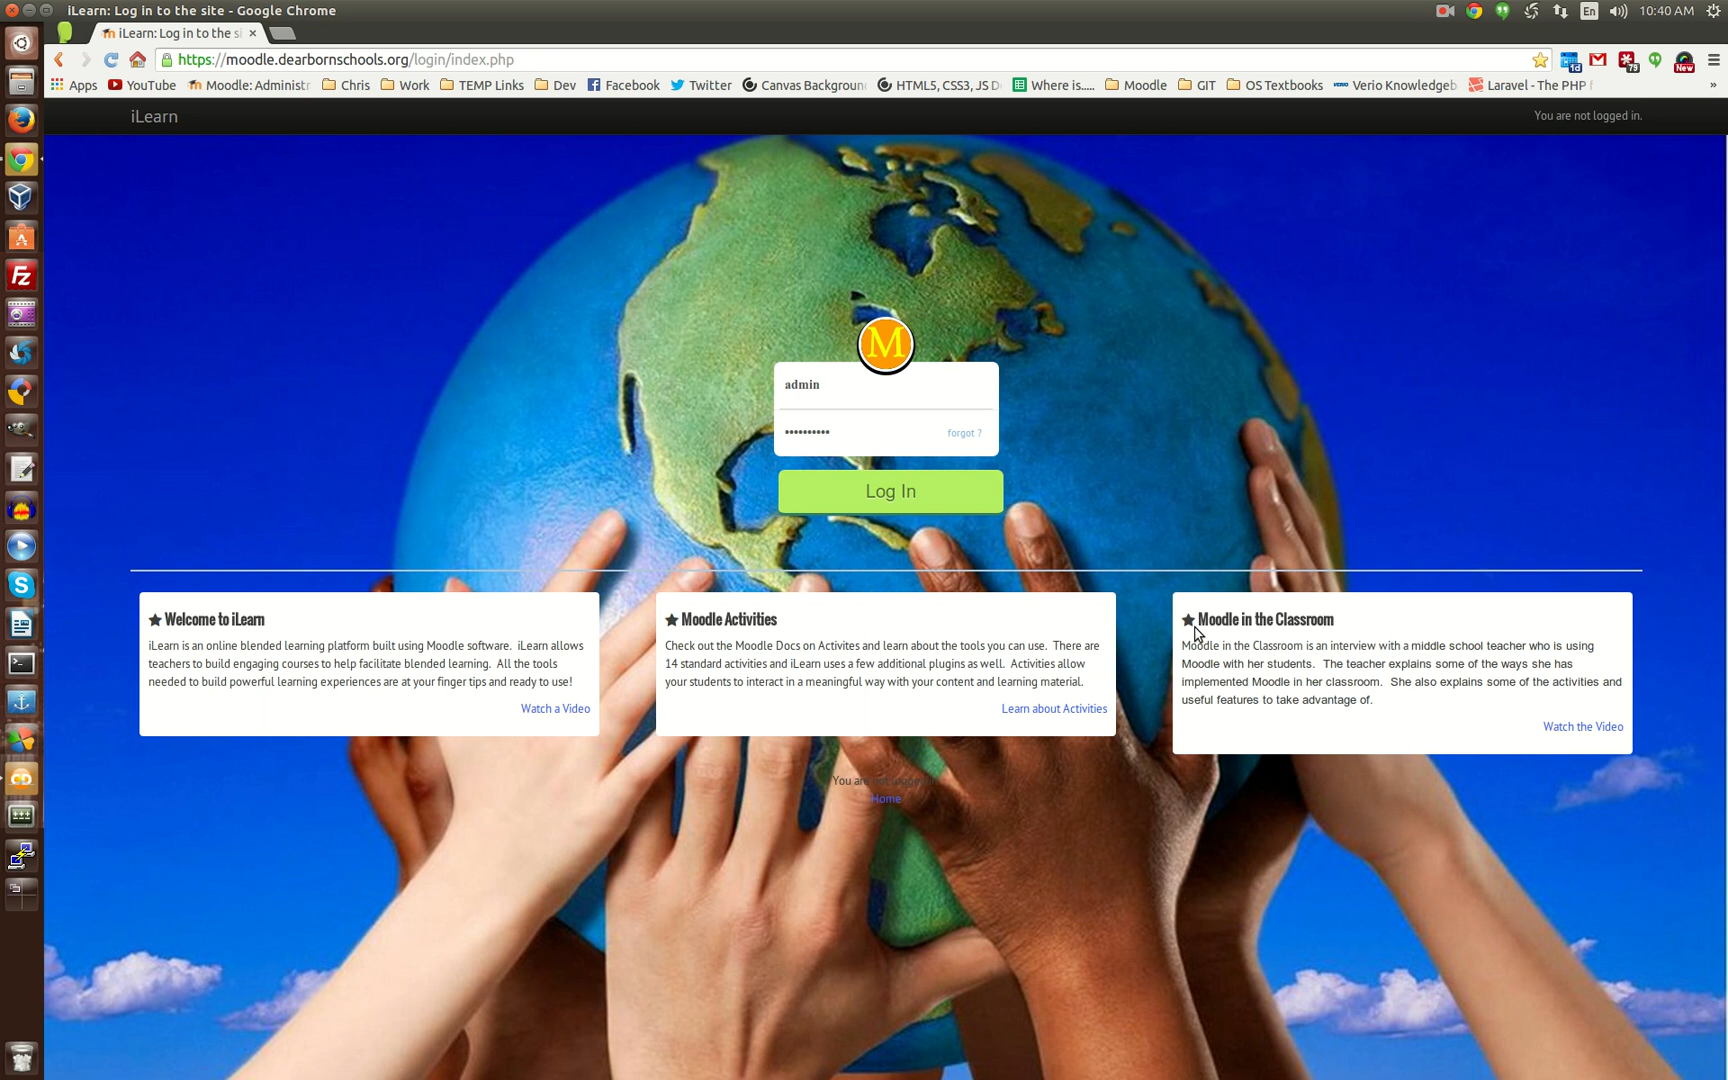 iLearn: Log in to the site - Google Chrome
En
10:40 AM
iLearn: Log in to the si
https://moodle.dearbornschools.org/login/index.php
1d
79
New
Apps
YouTube
Moodle: Administr
Chris
Work
TEMP Links
Dev
Facebook
Twitter
Canvas Backgroun
HTML5, CSS3, JS D
Where is.....
Moodle
GIT
OS Textbooks
Verio Knowledgeb
Laravel - The PHP f
»
iLearn
You are not logged in.
M
admin
••••••••••
forgot ?
Log In
Welcome to iLearn
iLearn is an online blended learning platform built using Moodle software. iLearn allows
teachers to build engaging courses to help facilitate blended learning. All the tools
needed to build powerful learning experiences are at your finger tips and ready to use!
Watch a Video
Moodle Activities
Check out the Moodle Docs on Activites and learn about the tools you can use. There are
14 standard activities and iLearn uses a few additional plugins as well. Activities allow
your students to interact in a meaningful way with your content and learning material.
Learn about Activities
Moodle in the Classroom
Moodle in the Classroom is an interview with a middle school teacher who is using
Moodle with her students. The teacher explains some of the ways she has
implemented Moodle in her classroom. She also explains some of the activities and
useful features to take advantage of.
Watch the Video
You are not logged
Home